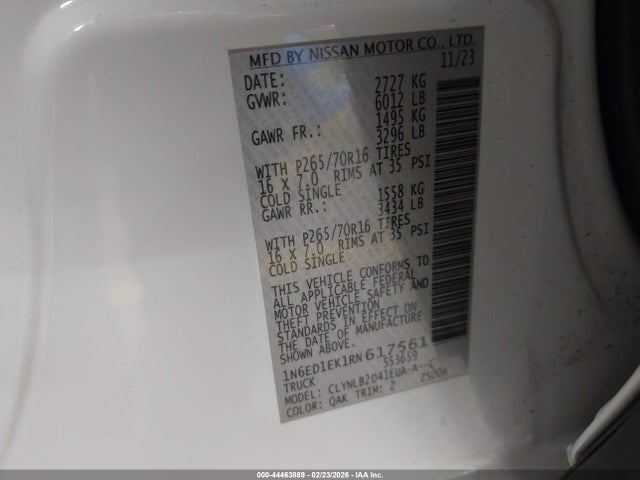 MFD BY NISSAN MOTOR CO., LTD.
DATE: 11/23
GVWR: 2727 KG
6012 LB
GAWR FR.: 1495 KG
3296 LB
WITH P265/70R16 TIRES
16 X 7.0 RIMS AT 35 PSI
COLD SINGLE
GAWR RR.: 1558 KG
3434 LB
WITH P265/70R16 TIRES
16 X 7.0 RIMS AT 35 PSI
COLD SINGLE
THIS VEHICLE CONFORMS TO
ALL APPLICABLE FEDERAL
MOTOR VEHICLE SAFETY AND
THEFT PREVENTION
STANDARDS IN EFFECT ON
THE DATE OF MANUFACTURE
SHOWN ABOVE.
1N6ED1EK1RN617561
TRUCK 553659
MODEL: CLYNLB2D41EUA-A--C
COLOR: QAK TRIM: Z
000-44463889 - 02/23/2026 - IAA Inc.